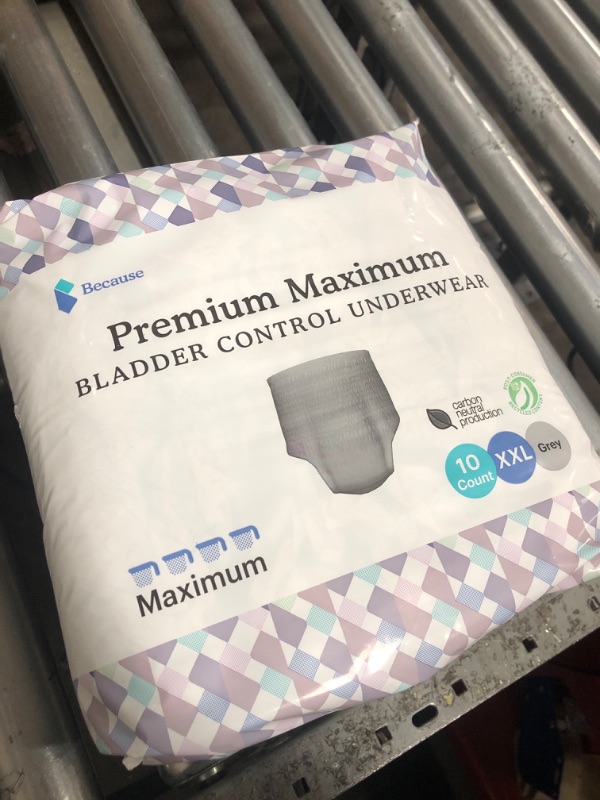 Because
Premium Maximum
BLADDER CONTROL UNDERWEAR
carbon
neutral
production
10
Count
XXL
Grey
Maximum